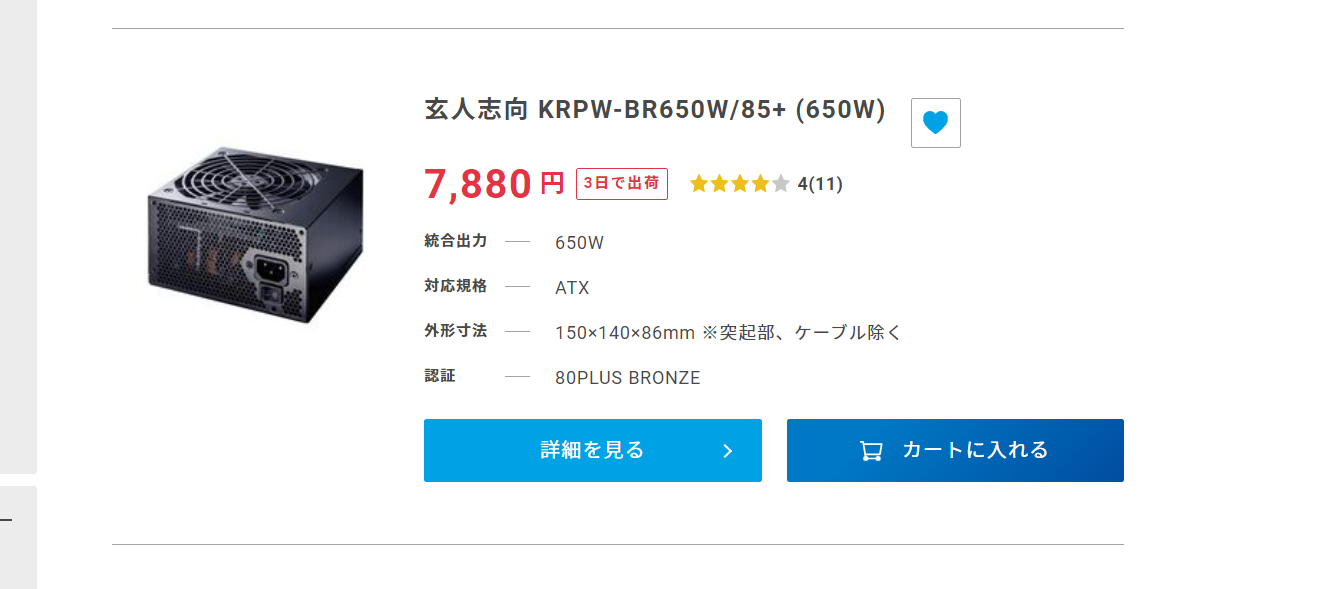 玄人志向 KRPW-BR650W/85+ (650W)
7,880 円 3日で出荷 4(11)
統合出力 650W
対応規格 ATX
外形寸法 150×140×86mm ※突起部、ケーブル除く
認証 80PLUS BRONZE
詳細を見る カートに入れる